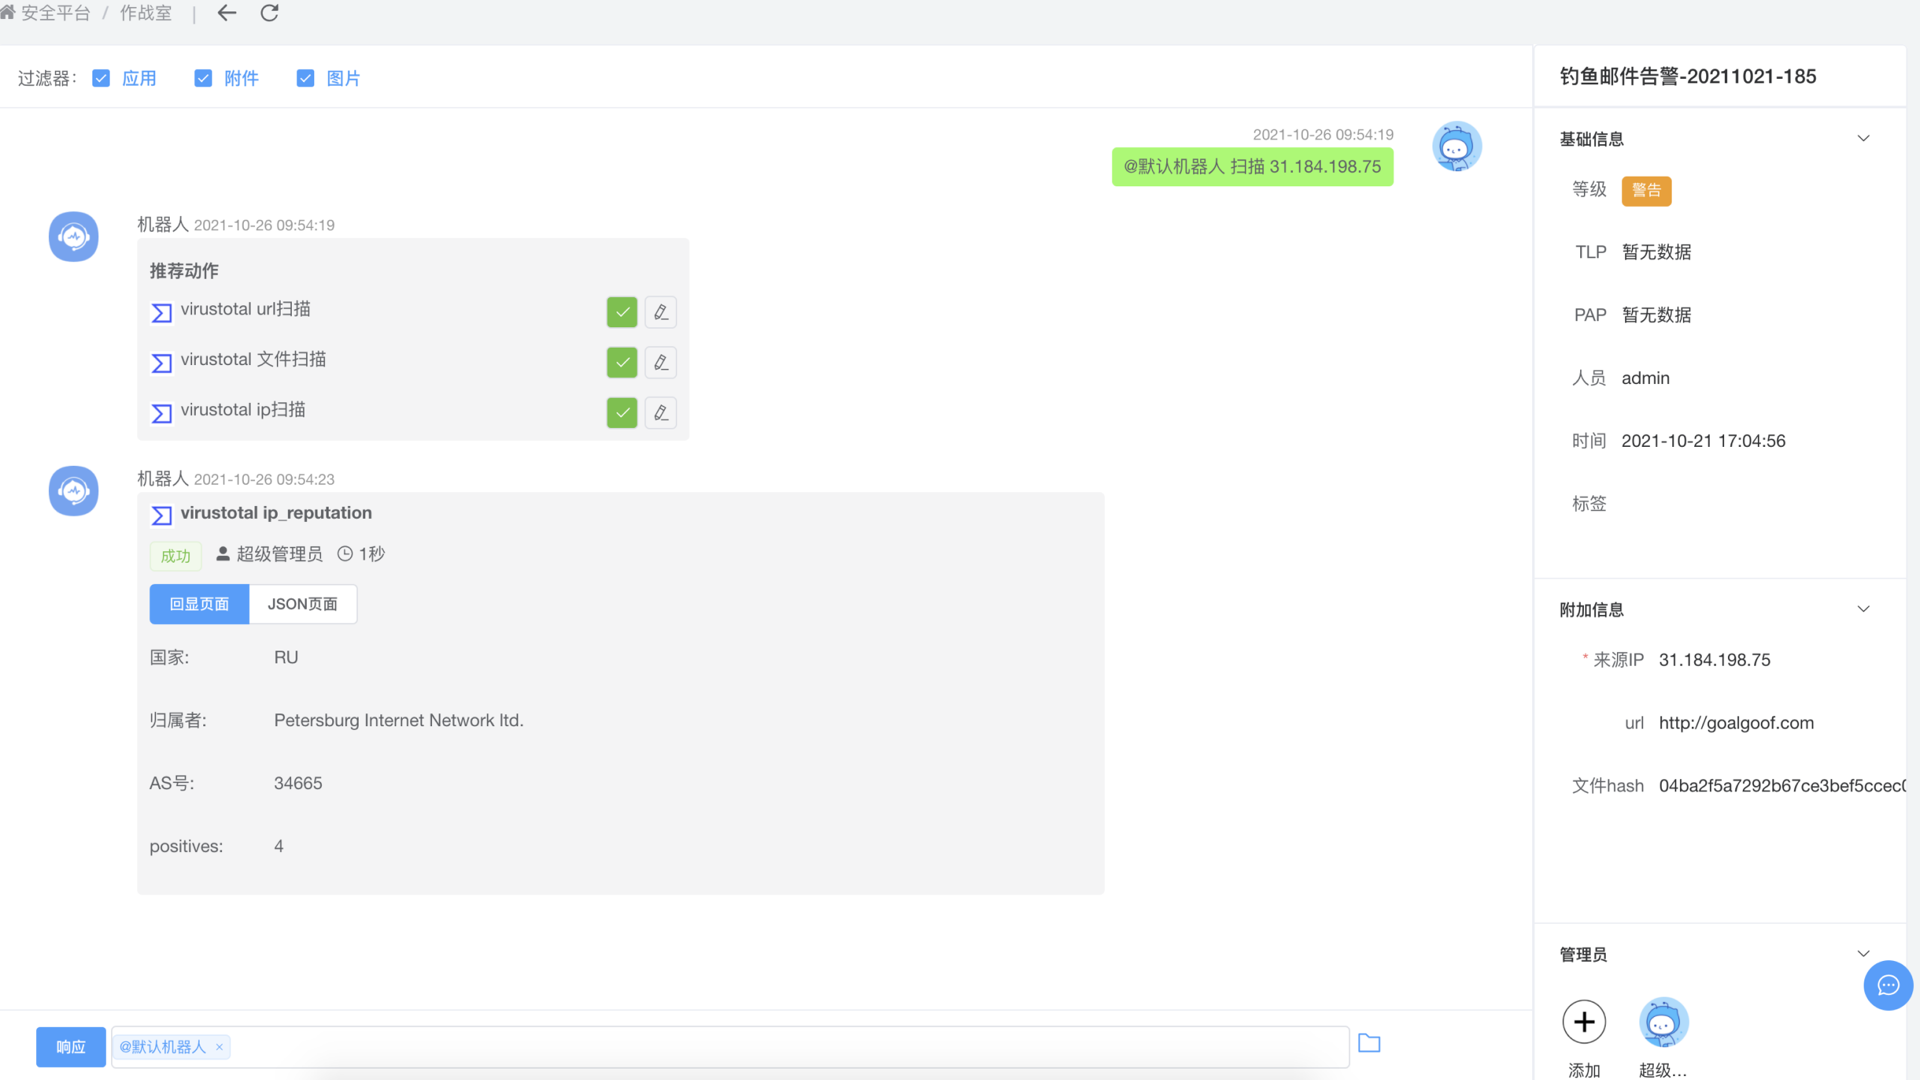 安全平台 / 作战室 |
过滤器: 应用 附件 图片
2021-10-26 09:54:19
@默认机器人 扫描 31.184.198.75
机器人 2021-10-26 09:54:19
推荐动作
virustotal url扫描
virustotal 文件扫描
virustotal ip扫描
机器人 2021-10-26 09:54:23
virustotal ip_reputation
成功 超级管理员 1秒
回显页面 JSON页面
国家: RU
归属者: Petersburg Internet Network ltd.
AS号: 34665
positives: 4
响应 @默认机器人 ×
钓鱼邮件告警-20211021-185
基础信息
等级 警告
TLP 暂无数据
PAP 暂无数据
人员 admin
时间 2021-10-21 17:04:56
标签
附加信息
* 来源IP 31.184.198.75
url http://goalgoof.com
文件hash 04ba2f5a7292b67ce3bef5ccec
管理员
添加 超级...